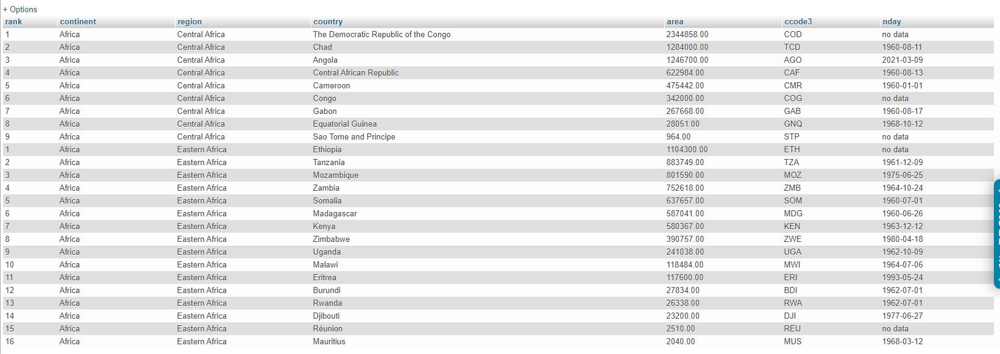 + Options
rank continent region country area ccode3 nday
1 Africa Central Africa The Democratic Republic of the Congo 2344858.00 COD no data
2 Africa Central Africa Chad 1284000.00 TCD 1960-08-11
3 Africa Central Africa Angola 1246700.00 AGO 2021-03-09
4 Africa Central Africa Central African Republic 622984.00 CAF 1960-08-13
5 Africa Central Africa Cameroon 475442.00 CMR 1960-01-01
6 Africa Central Africa Congo 342000.00 COG no data
7 Africa Central Africa Gabon 267668.00 GAB 1960-08-17
8 Africa Central Africa Equatorial Guinea 28051.00 GNQ 1968-10-12
9 Africa Central Africa Sao Tome and Principe 964.00 STP no data
1 Africa Eastern Africa Ethiopia 1104300.00 ETH no data
2 Africa Eastern Africa Tanzania 883749.00 TZA 1961-12-09
3 Africa Eastern Africa Mozambique 801590.00 MOZ 1975-06-25
4 Africa Eastern Africa Zambia 752618.00 ZMB 1964-10-24
5 Africa Eastern Africa Somalia 637657.00 SOM 1960-07-01
6 Africa Eastern Africa Madagascar 587041.00 MDG 1960-06-26
7 Africa Eastern Africa Kenya 580367.00 KEN 1963-12-12
8 Africa Eastern Africa Zimbabwe 390757.00 ZWE 1980-04-18
9 Africa Eastern Africa Uganda 241038.00 UGA 1962-10-09
10 Africa Eastern Africa Malawi 118484.00 MWI 1964-07-06
11 Africa Eastern Africa Eritrea 117600.00 ERI 1993-05-24
12 Africa Eastern Africa Burundi 27834.00 BDI 1962-07-01
13 Africa Eastern Africa Rwanda 26338.00 RWA 1962-07-01
14 Africa Eastern Africa Djibouti 23200.00 DJI 1977-06-27
15 Africa Eastern Africa Réunion 2510.00 REU no data
16 Africa Eastern Africa Mauritius 2040.00 MUS 1968-03-12